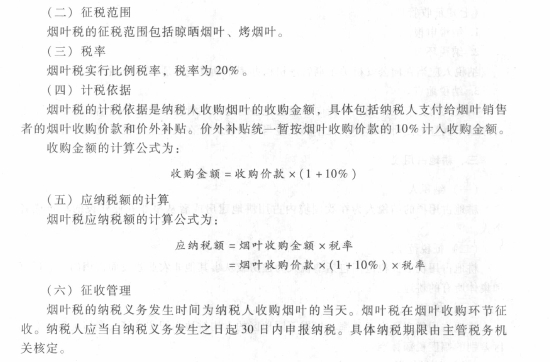 (二) 征税范围
烟叶税的征税范围包括晾晒烟叶、烤烟叶。
(三) 税率
烟叶税实行比例税率，税率为20%。
(四) 计税依据
烟叶税的计税依据是纳税人收购烟叶的收购金额，具体包括纳税人支付给烟叶销售
者的烟叶收购价款和价外补贴。价外补贴统一暂按烟叶收购价款的10%计人收购金额。
收购金额的计算公式为：
收购金额=收购价款×(1+10%)
(五) 应纳税额的计算
烟叶税应纳税额的计算公式为：
应纳税额=烟叶收购金额×税率
=烟叶收购价款×(1+10%)×税率
(六) 征收管理
烟叶税的纳税义务发生时间为纳税人收购烟叶的当天。烟叶税在烟叶收购环节征
收。纳税人应当自纳税义务发生之日起30日内申报纳税。具体纳税期限由主管税务机
关核定。